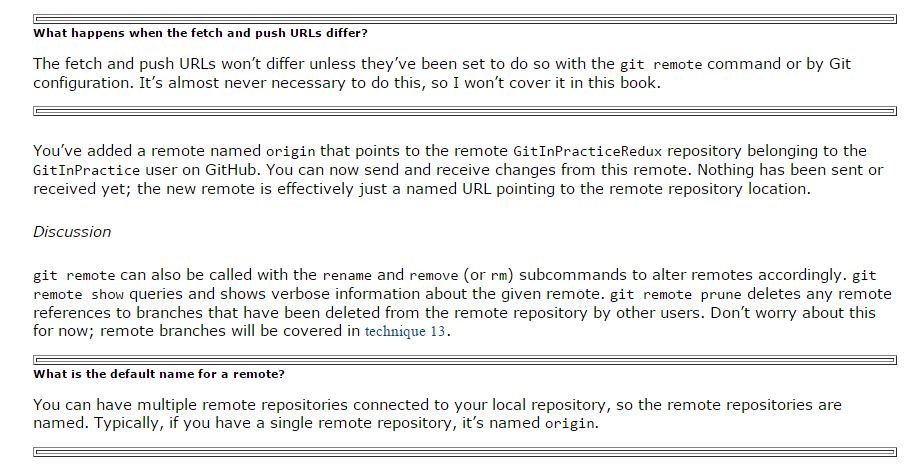 What happens when the fetch and push URLs differ?
The fetch and push URLs won’t differ unless they’ve been set to do so with the git remote command or by Git
configuration. It’s almost never necessary to do this, so I won’t cover it in this book.
You’ve added a remote named origin that points to the remote GitInPracticeRedux repository belonging to the
GitInPractice user on GitHub. You can now send and receive changes from this remote. Nothing has been sent or
received yet; the new remote is effectively just a named URL pointing to the remote repository location.
Discussion
git remote can also be called with the rename and remove (or rm) subcommands to alter remotes accordingly. git
remote show queries and shows verbose information about the given remote. git remote prune deletes any remote
references to branches that have been deleted from the remote repository by other users. Don’t worry about this
for now; remote branches will be covered in technique 13.
What is the default name for a remote?
You can have multiple remote repositories connected to your local repository, so the remote repositories are
named. Typically, if you have a single remote repository, it’s named origin.